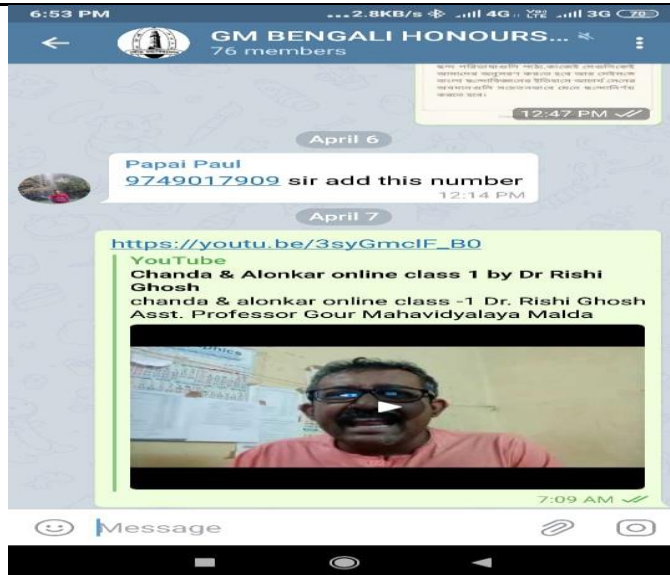 6:53 PM
2.8KB/s 4G 3G 70
GM BENGALI HONOURS...
76 members
12:47 PM
April 6
Papai Paul
9749017909 sir add this number
12:14 PM
April 7
https://youtu.be/3syGmclF_B0
YouTube
Chanda & Alonkar online class 1 by Dr Rishi
Ghosh
chanda & alonkar online class -1 Dr. Rishi Ghosh
Asst. Professor Gour Mahavidyalaya Malda
7:09 AM
Message